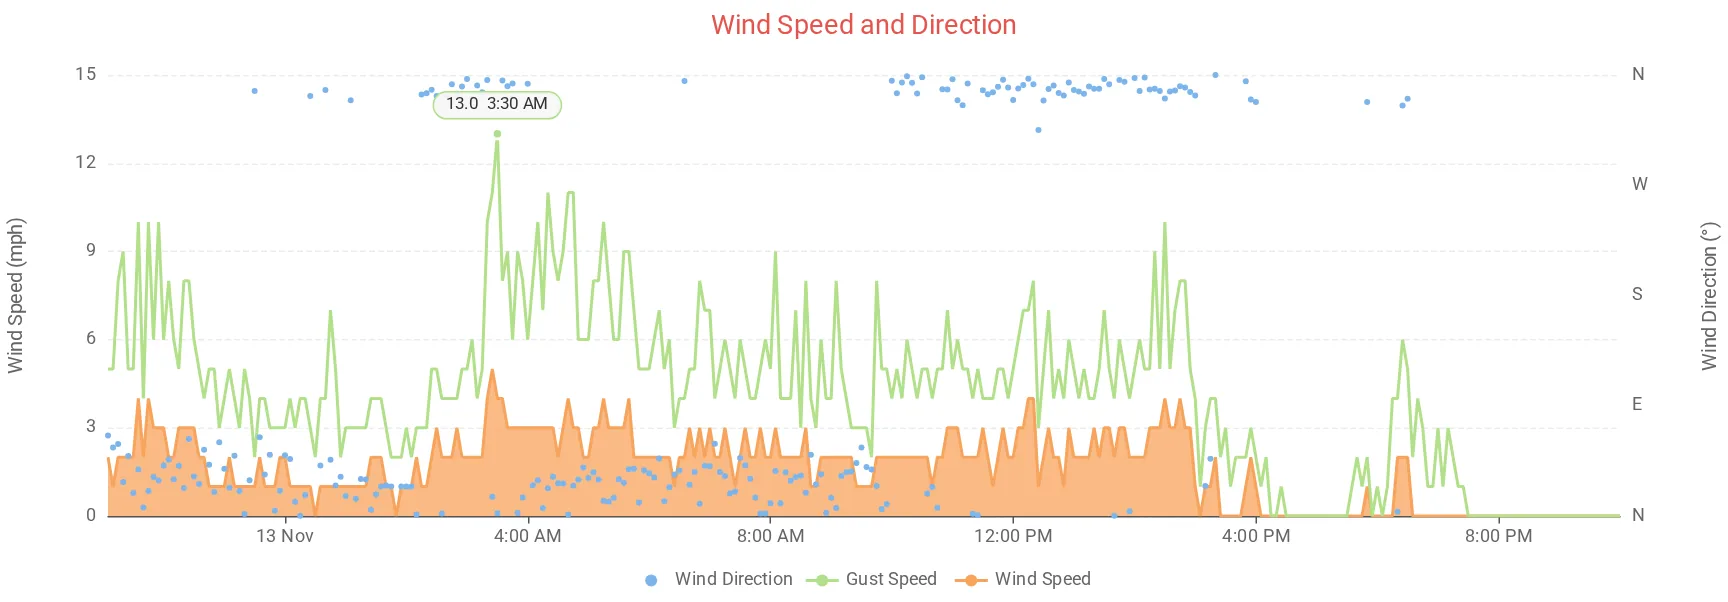 Wind Speed and Direction
15
12
9
6
3
0
Wind Speed (mph)
13.0 3:30 AM
N
W
S
E
N
Wind Direction (°)
13 Nov
4:00 AM
8:00 AM
12:00 PM
4:00 PM
8:00 PM
Wind Direction
Gust Speed
Wind Speed